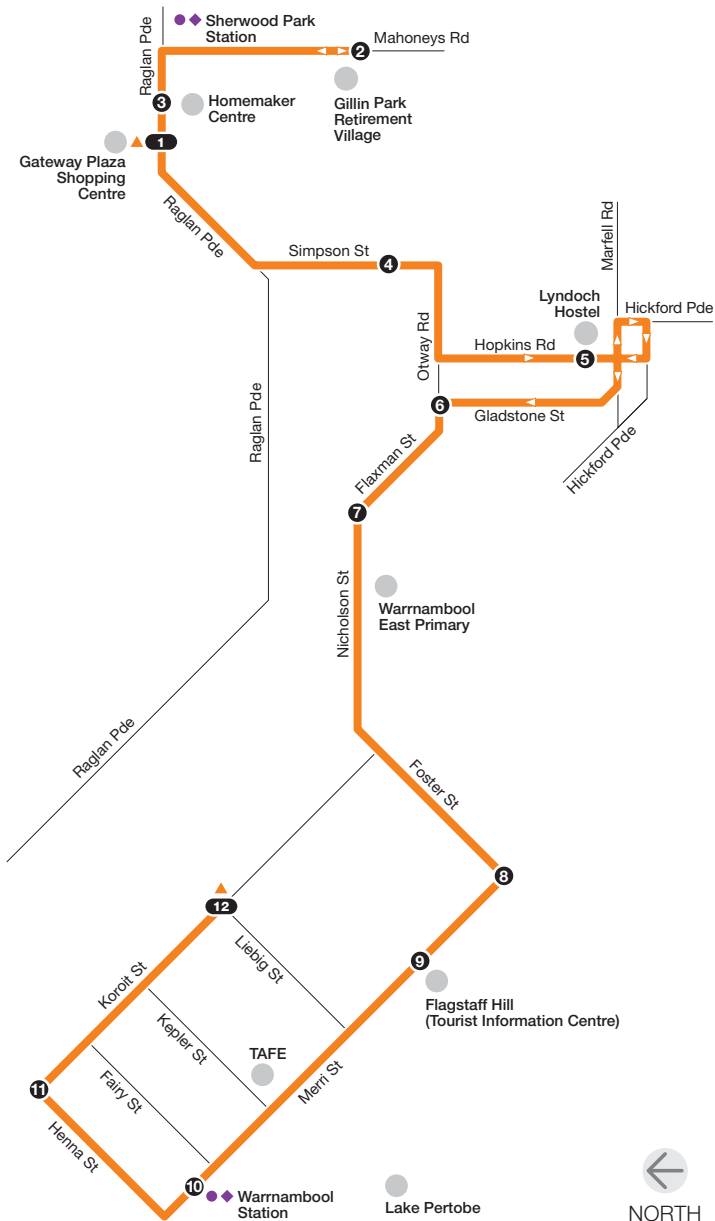 Sherwood Park
Station
Raglan Pde
2
Mahoneys Rd
3
Homemaker
Centre
Gillin Park
Retirement
Village
1
Gateway Plaza
Shopping
Centre
Raglan Pde
Simpson St
4
Marfell Rd
Lyndoch
Hostel
Hickford Pde
Otway Rd
Hopkins Rd
5
6
Gladstone St
Hickford Pde
Raglan Pde
Flaxman St
7
Nicholson St
Warrnambool
East Primary
Raglan Pde
Foster St
8
12
Liebig St
9
Koroit St
Flagstaff Hill
(Tourist Information Centre)
Kepler St
TAFE
Merri St
11
Fairy St
Henna St
10
Warrnambool
Station
Lake Pertobe
NORTH